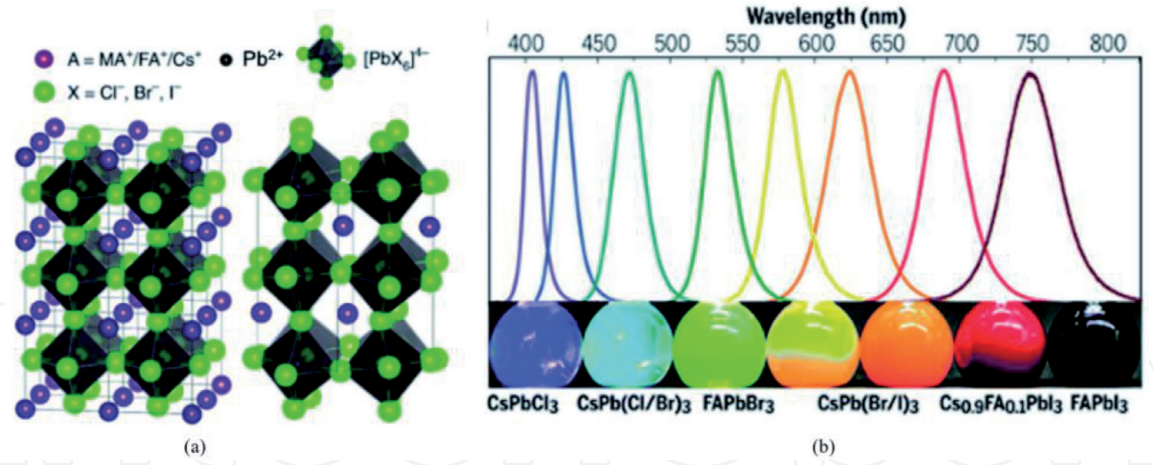 A = MA⁺/FA⁺/Cs⁺ Pb²⁺ [PbX₆]⁴⁻
X = Cl⁻, Br⁻, I⁻
(a)
Wavelength (nm)
400 450 500 550 600 650 700 750 800
CsPbCl₃ CsPb(Cl/Br)₃ FAPbBr₃ CsPb(Br/I)₃ Cs₀.₉FA₀.₁PbI₃ FAPbI₃
(b)